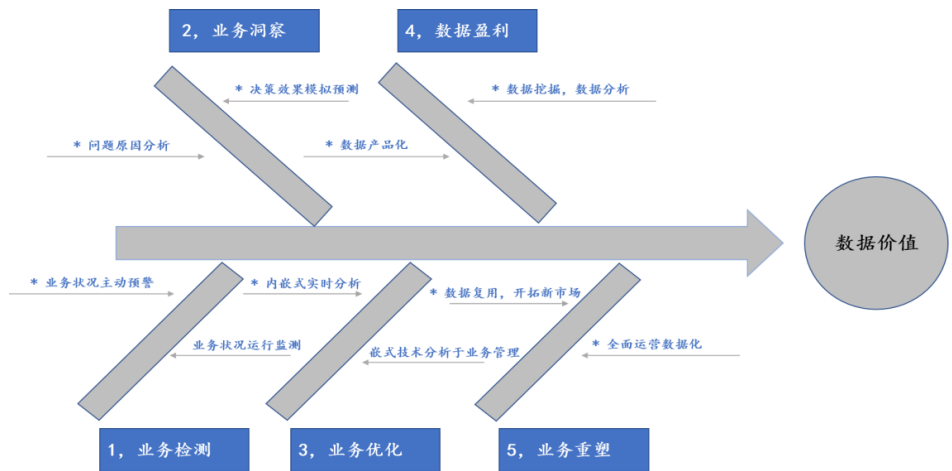 2，业务洞察
4，数据盈利
* 决策效果模拟预测
* 数据挖掘，数据分析
* 问题原因分析
* 数据产品化
数据价值
* 业务状况主动预警
* 内嵌式实时分析
* 数据复用，开拓新市场
业务状况运行监测
嵌式技术分析于业务管理
* 全面运营数据化
1，业务检测
3，业务优化
5，业务重塑